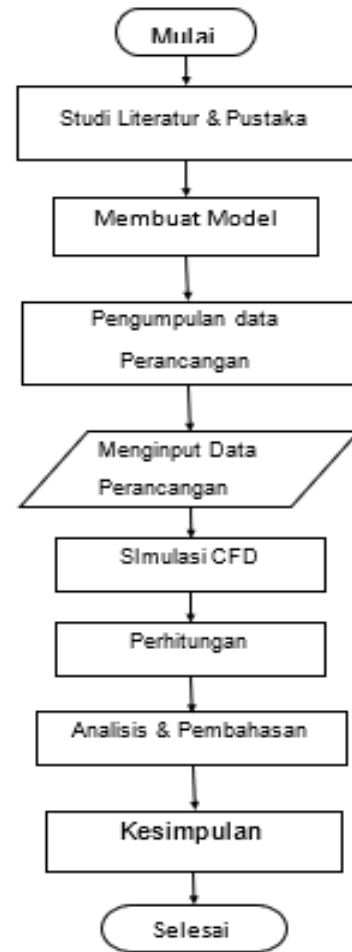 Mulai
Studi Literatur & Pustaka
Membuat Model
Pengumpulan data
Perancangan
Menginput Data
Perancangan
SImulasi CFD
Perhitungan
Analisis & Pembahasan
Kesimpulan
Selesai